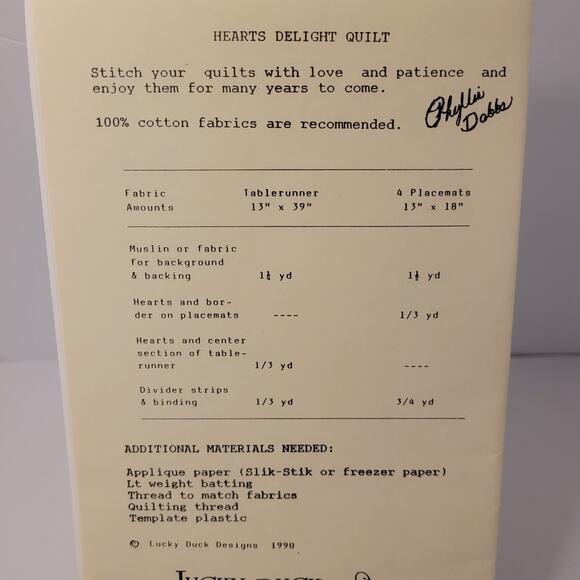 HEARTS DELIGHT QUILT
Stitch your quilts with love and patience and
enjoy them for many years to come.
Phyllis
Dobbs
100% cotton fabrics are recommended.
Fabric Tablerunner 4 Placemats
Amounts 13" x 39" 13" x 18"
Muslin or fabric
for background
& backing 1¼ yd 1½ yd
Hearts and bor-
der on placemats ---- 1/3 yd
Hearts and center
section of table-
runner 1/3 yd ----
Divider strips
& binding 1/3 yd 3/4 yd
ADDITIONAL MATERIALS NEEDED:
Applique paper (Slik-Stik or freezer paper)
Lt weight batting
Thread to match fabrics
Quilting thread
Template plastic
© Lucky Duck Designs 1990
LUCKY DUCK